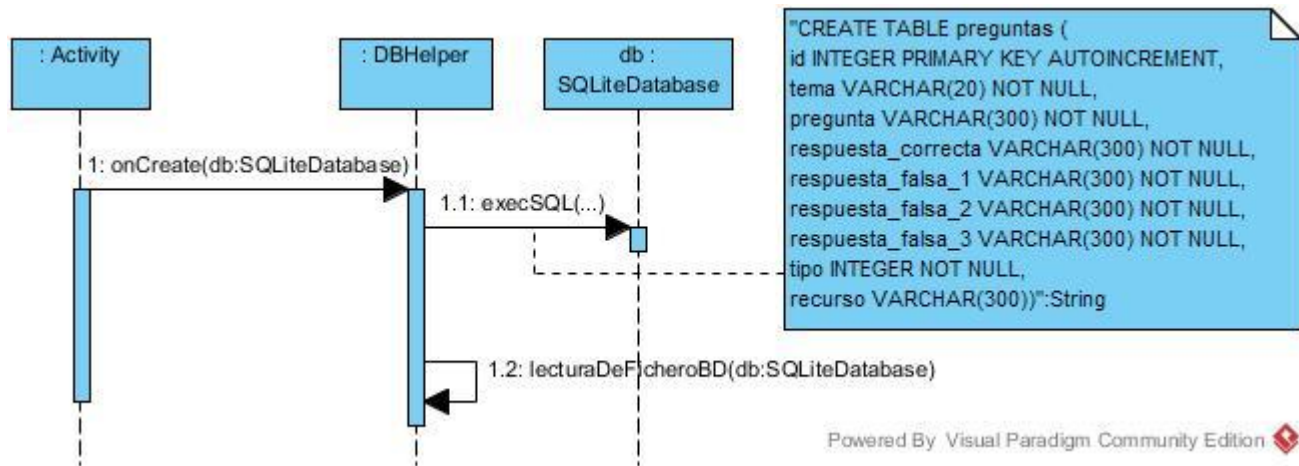 : Activity
: DBHelper
db :
SQLiteDatabase
"CREATE TABLE preguntas (
id INTEGER PRIMARY KEY AUTOINCREMENT,
tema VARCHAR(20) NOT NULL,
pregunta VARCHAR(300) NOT NULL,
respuesta_correcta VARCHAR(300) NOT NULL,
respuesta_falsa_1 VARCHAR(300) NOT NULL,
respuesta_falsa_2 VARCHAR(300) NOT NULL,
respuesta_falsa_3 VARCHAR(300) NOT NULL,
tipo INTEGER NOT NULL,
recurso VARCHAR(300))":String
1: onCreate(db:SQLiteDatabase)
1.1: execSQL(...)
1.2: lecturaDeFicheroBD(db:SQLiteDatabase)
Powered By Visual Paradigm Community Edition